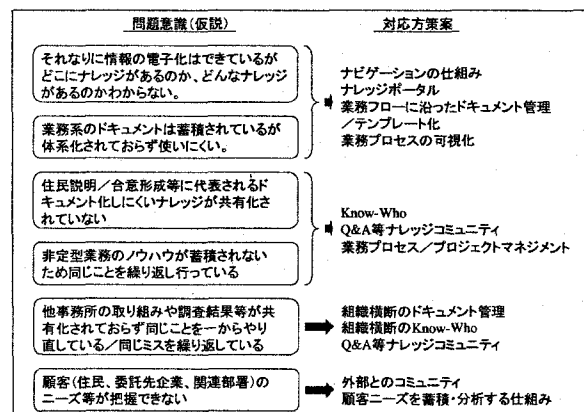 問題意識(仮説)
対応方策案
それなりに情報の電子化はできているが
どこにナレッジがあるのか、どんなナレッジ
があるのかわからない。
業務系のドキュメントは蓄積されているが
体系化されておらず使いにくい。
ナビゲーションの仕組み
ナレッジポータル
業務フローに沿ったドキュメント管理
/テンプレート化
業務プロセスの可視化
住民説明/合意形成等に代表されるド
キュメント化しにくいナレッジが共有化さ
れていない
非定型業務のノウハウが蓄積されない
ため同じことを繰り返し行っている
Know-Who
Q&A等ナレッジコミュニティ
業務プロセス/プロジェクトマネジメント
他事務所の取り組みや調査結果等が共
有化されておらず同じことを一からやり
直している/同じミスを繰り返している
組織横断のドキュメント管理
組織横断のKnow-Who
Q&A等ナレッジコミュニティ
顧客(住民、委託先企業、関連部署)の
ニーズ等が把握できない
外部とのコミュニティ
顧客ニーズを蓄積・分析する仕組み